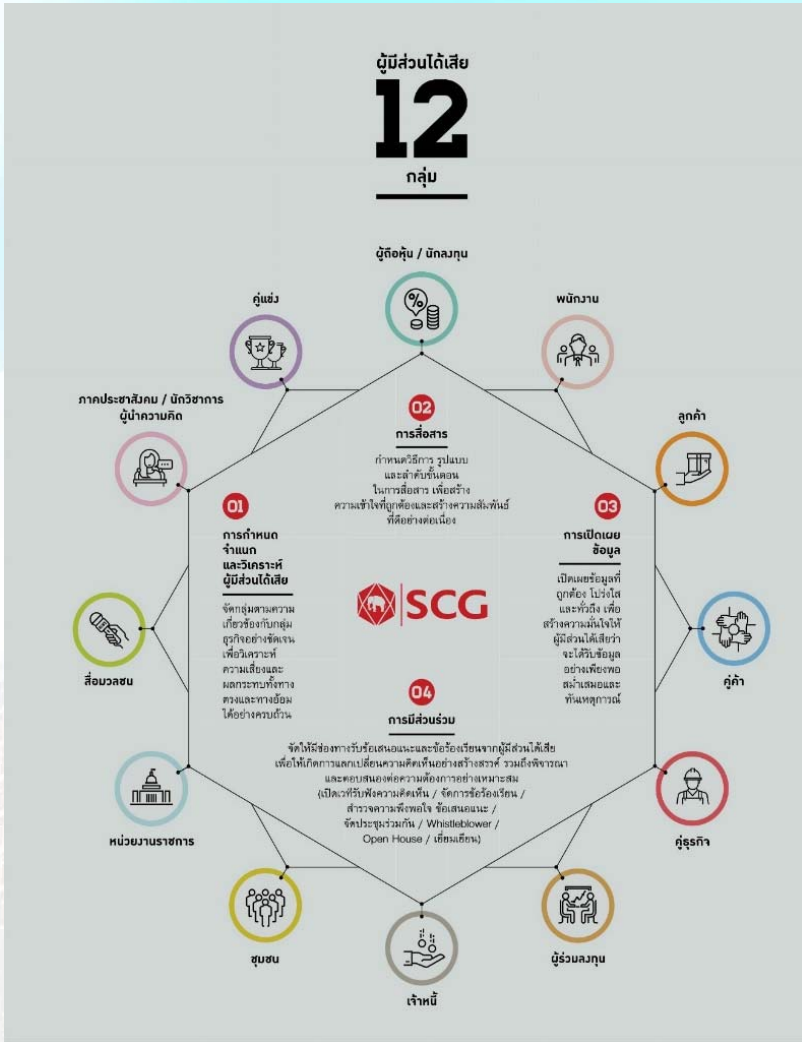 ผู้มีส่วนได้เสีย
12
กลุ่ม
ผู้ถือหุ้น / นักลงทุน
คู่แข่ง
พนักงาน
ภาคประชาสังคม / นักวิชาการ
ผู้นำความคิด
ลูกค้า
02
การสื่อสาร
กำหนดวิธีการ รูปแบบ
และลำดับขั้นตอน
ในการสื่อสาร เพื่อสร้าง
ความเข้าใจที่ถูกต้องและสร้างความสัมพันธ์
ที่ดีอย่างต่อเนื่อง
01
การกำหนด
จำแนก
และวิเคราะห์
ผู้มีส่วนได้เสีย
จัดกลุ่มตามความ
เกี่ยวข้องกับกลุ่ม
ธุรกิจอย่างชัดเจน
เพื่อวิเคราะห์
ความเสี่ยงและ
ผลกระทบทั้งทาง
ตรงและทางอ้อม
ได้อย่างครบถ้วน
SCG
03
การเปิดเผย
ข้อมูล
เปิดเผยข้อมูลที่
ถูกต้อง โปร่งใส
และทั่วถึง เพื่อ
สร้างความมั่นใจให้
ผู้มีส่วนได้เสียว่า
จะได้รับข้อมูล
อย่างเพียงพอ
สม่ำเสมอและ
ทันเหตุการณ์
สื่อมวลชน
คู่ค้า
04
การมีส่วนร่วม
จัดให้มีช่องทางรับข้อเสนอแนะและข้อร้องเรียนจากผู้มีส่วนได้เสีย
เพื่อให้เกิดการแลกเปลี่ยนความคิดเห็นอย่างสร้างสรรค์ รวมถึงพิจารณา
และตอบสนองต่อความต้องการอย่างเหมาะสม
(เปิดเวทีรับฟังความคิดเห็น / จัดการข้อร้องเรียน /
สำรวจความพึงพอใจ ข้อเสนอแนะ /
จัดประชุมร่วมกัน / Whistleblower /
Open House / เยี่ยมเยียน)
หน่วยงานราชการ
คู่ธุรกิจ
ชุมชน
ผู้ร่วมลงทุน
เจ้าหนี้